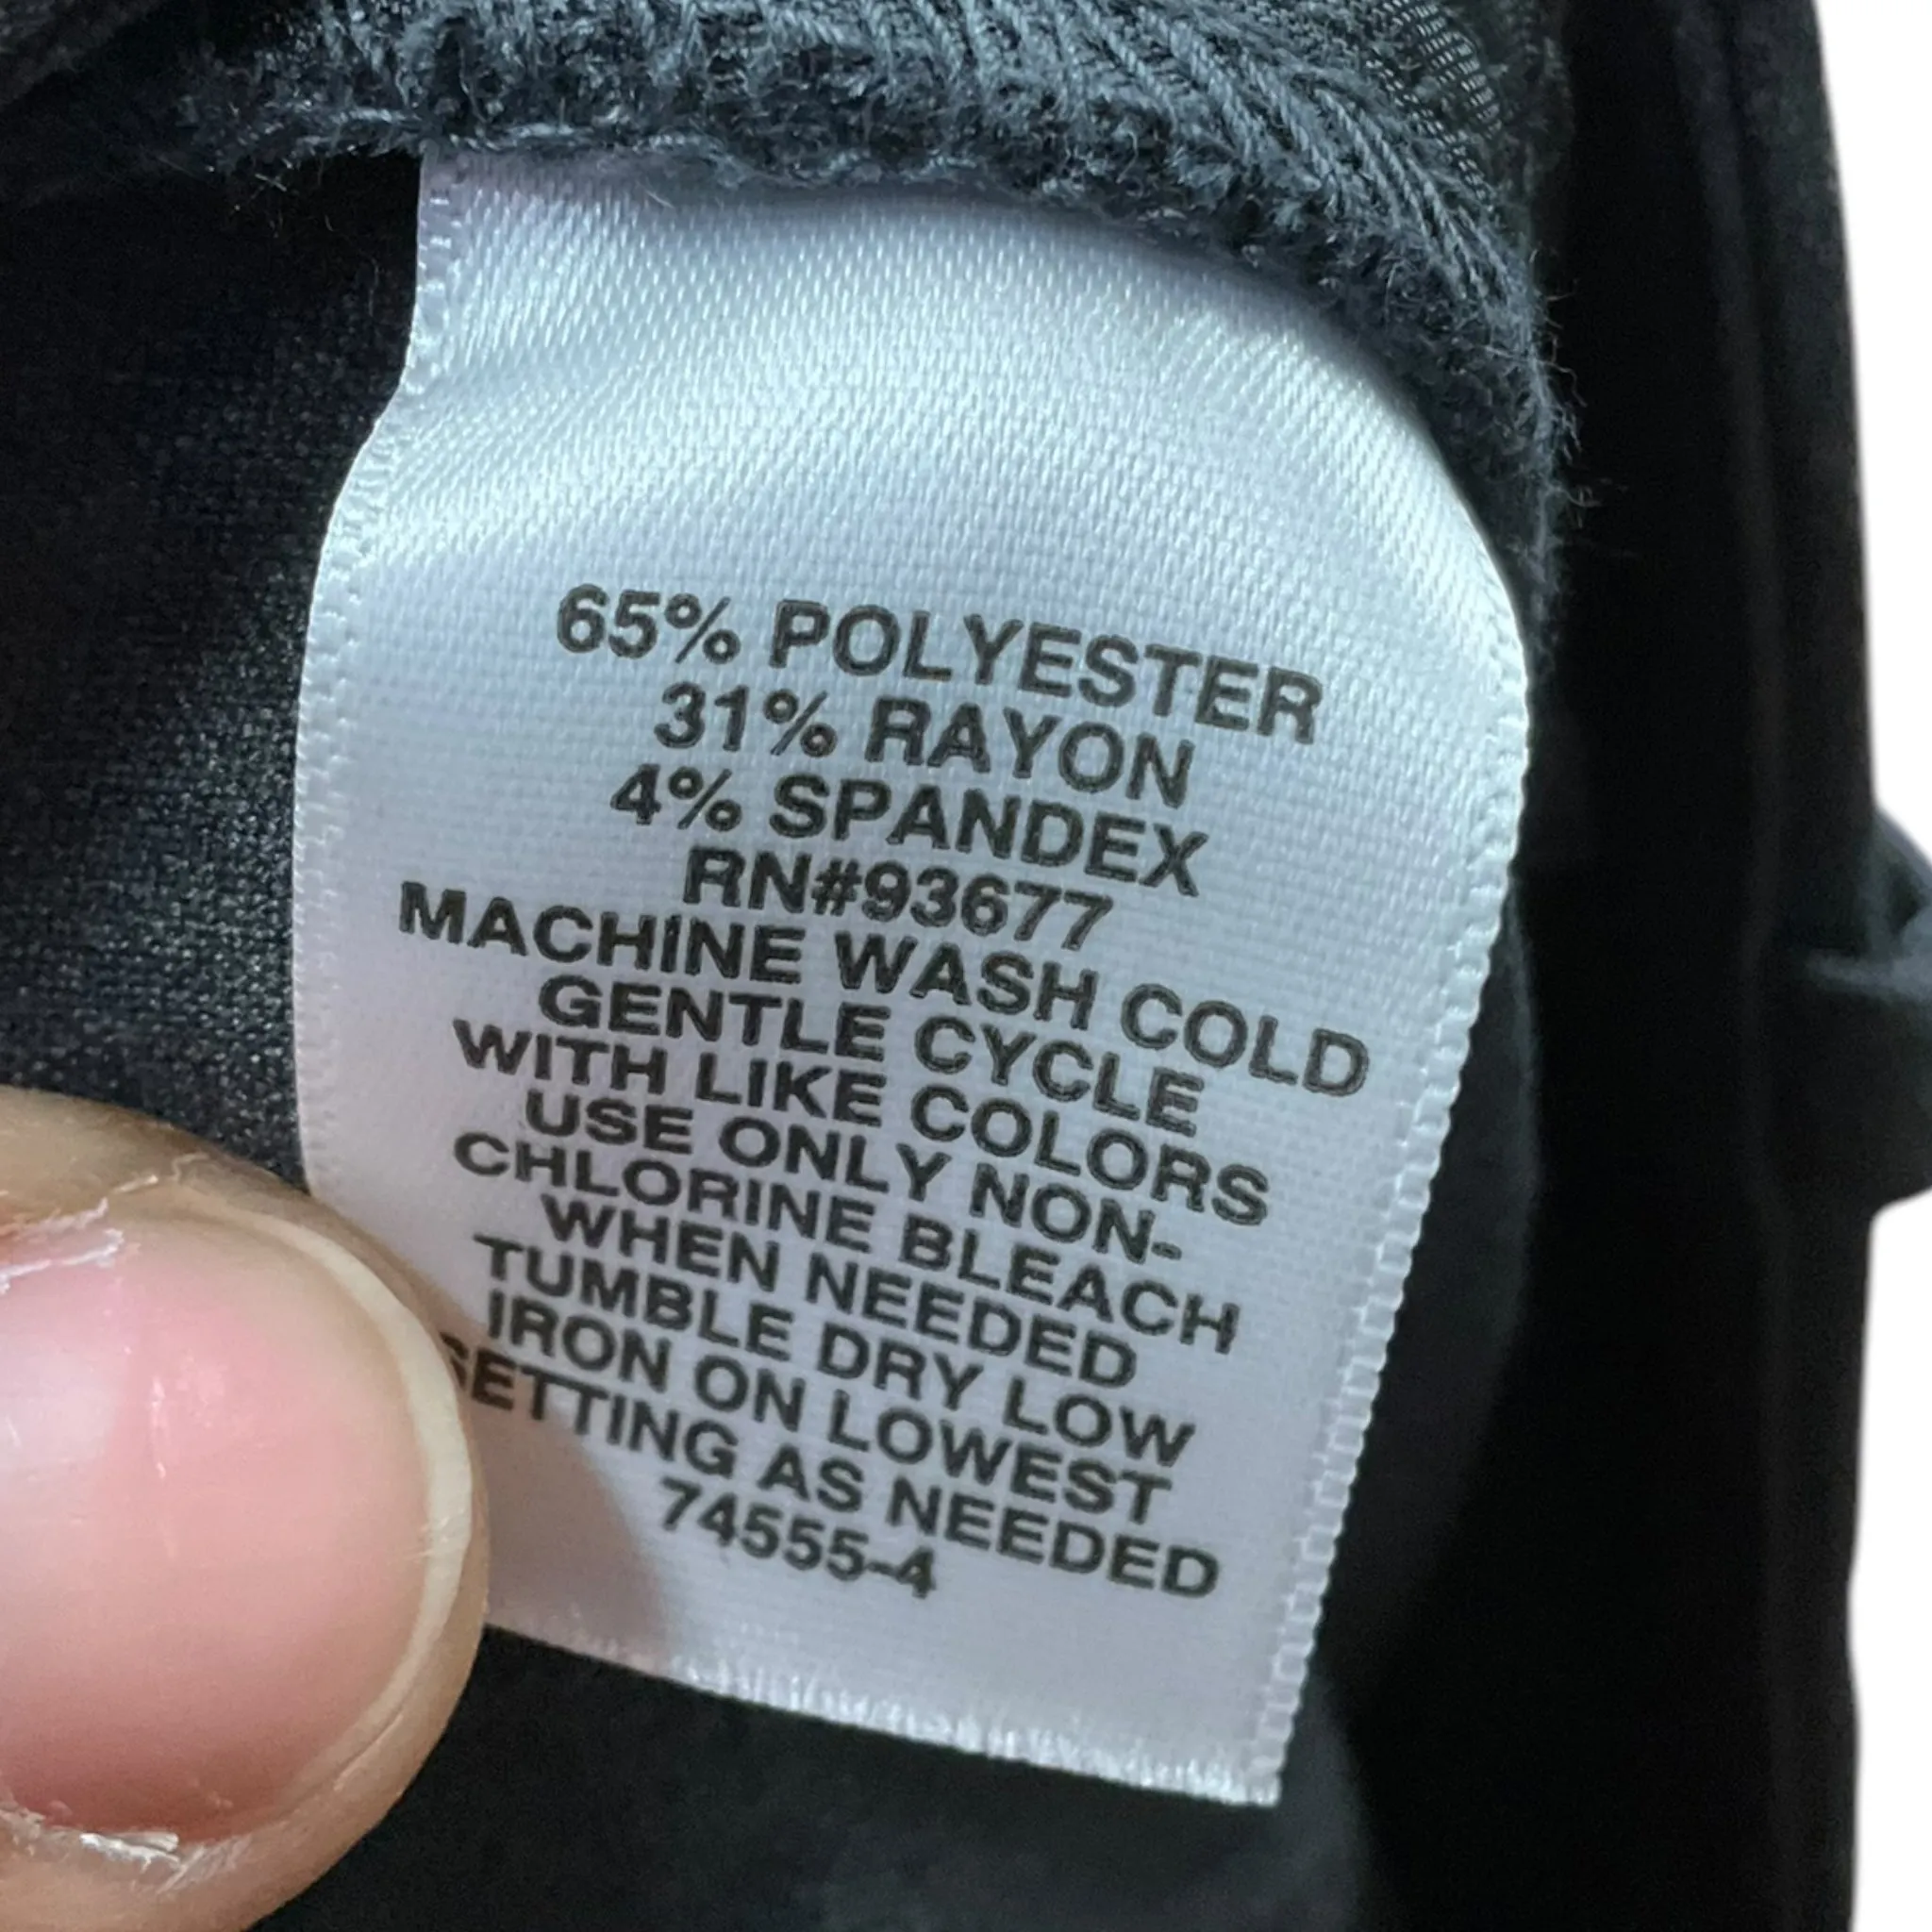 65% POLYESTER
31% RAYON
4% SPANDEX
RN#93677
MACHINE WASH COLD
GENTLE CYCLE
WITH LIKE COLORS
USE ONLY NON-
CHLORINE BLEACH
WHEN NEEDED
TUMBLE DRY LOW
IRON ON LOWEST
SETTING AS NEEDED
74555-4